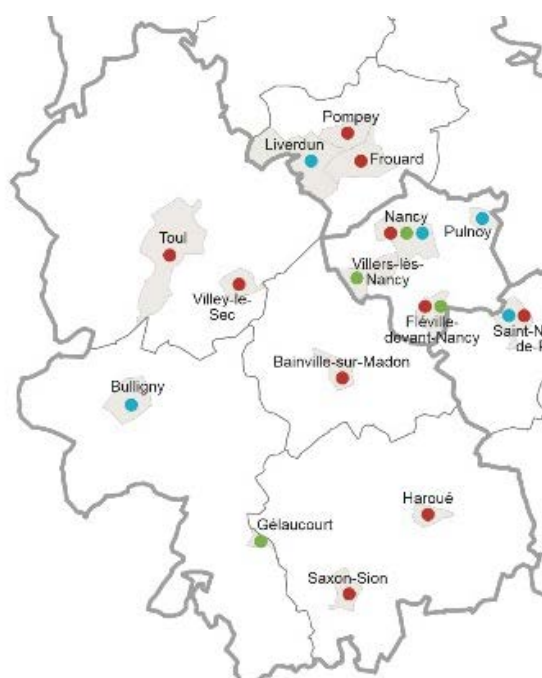 Pompey
Liverdun
Frouard
Nancy
Pulnoy
Toul
Villers-lès-
Nancy
Villey-le-
Sec
Fléville-
devant-Nancy
Saint-N
de-P
Bainville-sur-Madon
Bulligny
Haroué
Gélaucourt
Saxon-Sion